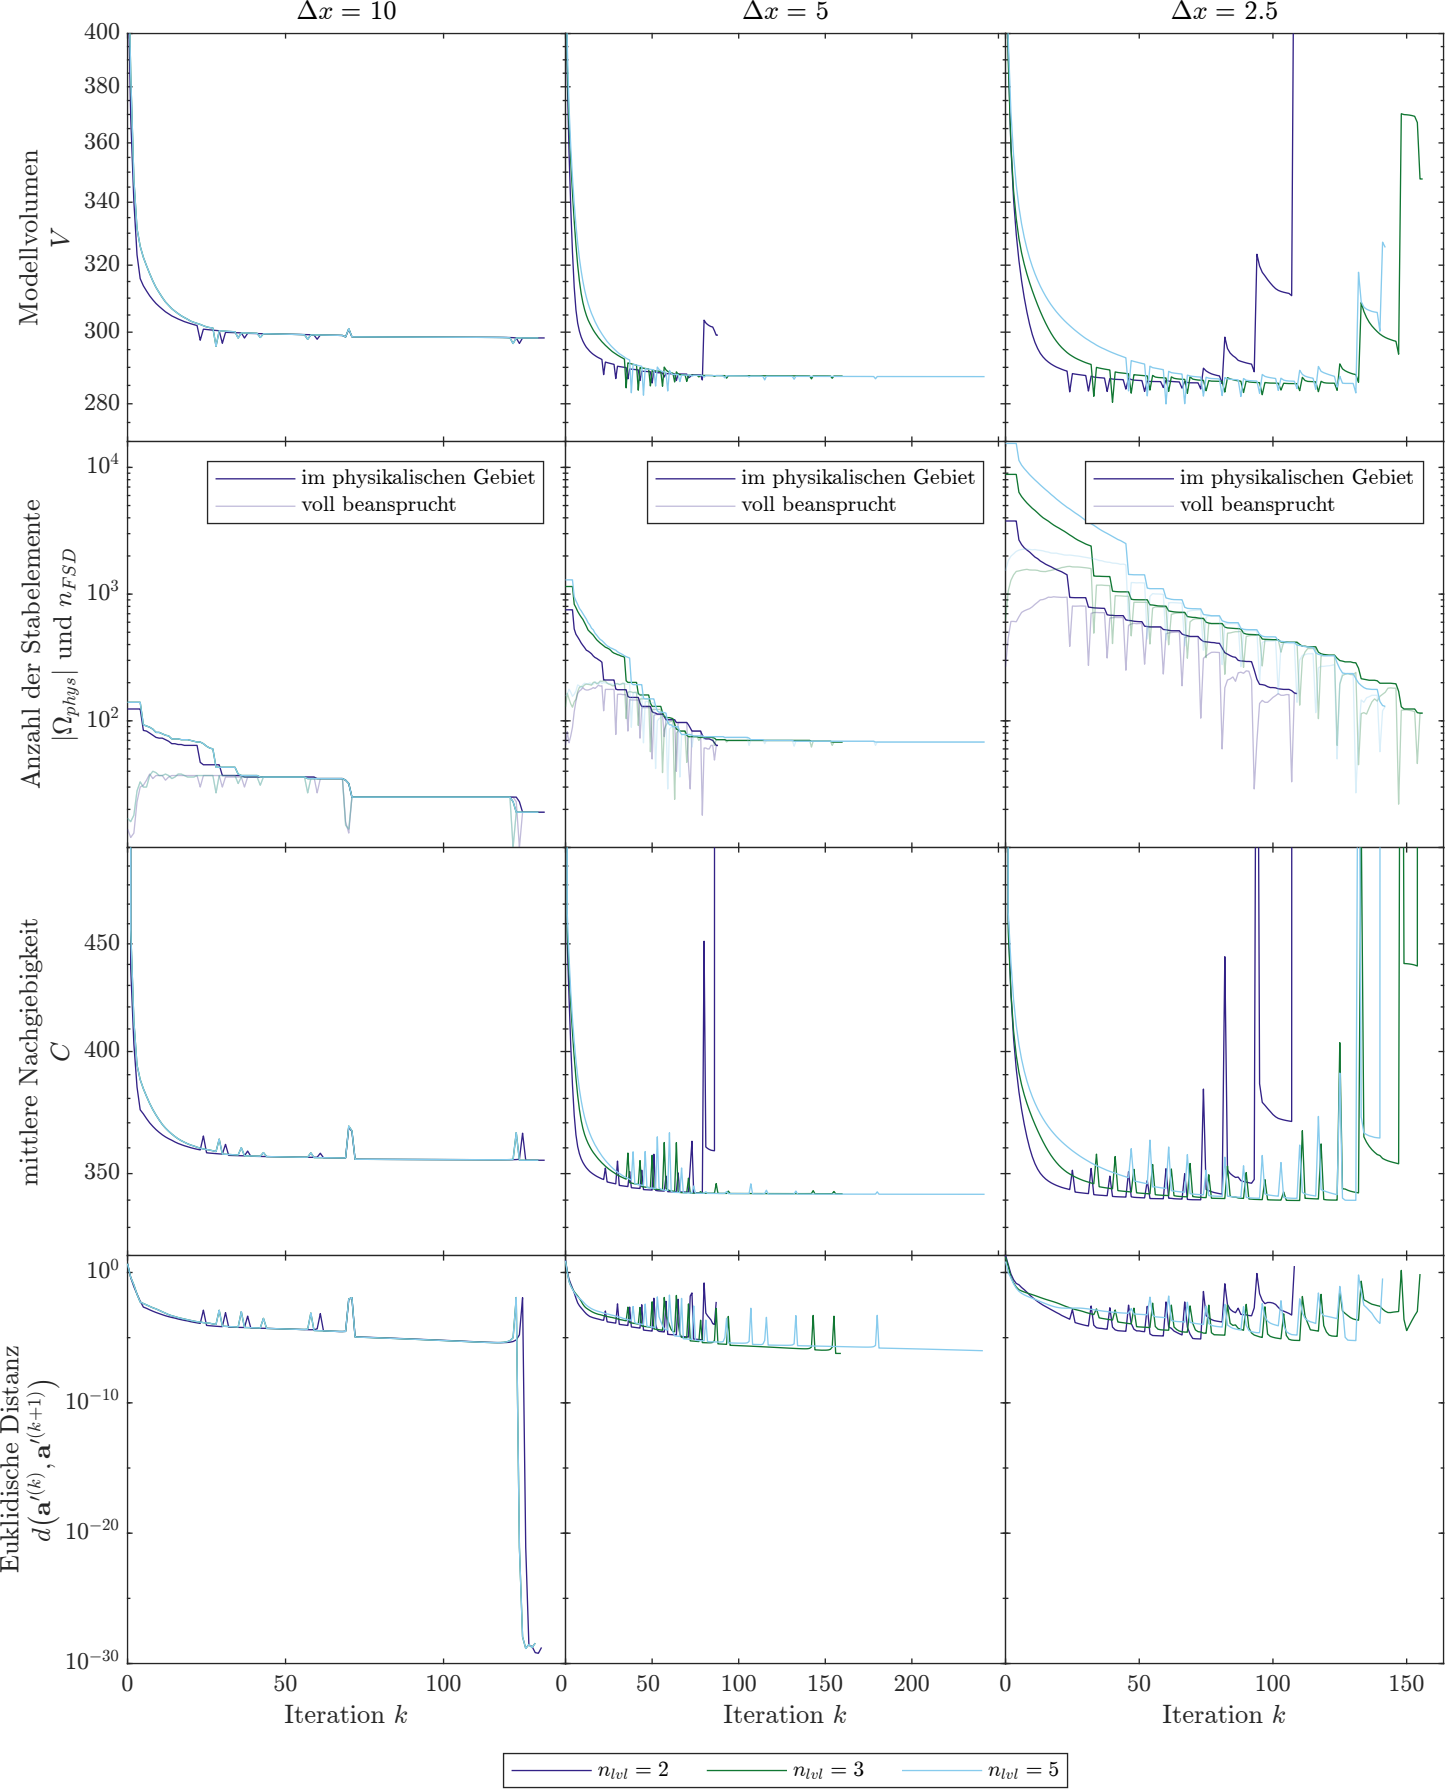 Δx = 10 Δx = 5 Δx = 2.5
Modellvolumen
V
400
380
360
340
320
300
280
Anzahl der Stabelemente
|Ω_phys| und n_FSD
10^4
10^3
10^2
im physikalischen Gebiet
voll beansprucht
im physikalischen Gebiet
voll beansprucht
im physikalischen Gebiet
voll beansprucht
mittlere Nachgiebigkeit
C
450
400
350
Euklidische Distanz
d(a′^(k), a′^(k+1))
10^0
10^−10
10^−20
10^−30
0 50 100
0 50 100 150 200
0 50 100 150
Iteration k Iteration k Iteration k
n_lvl = 2 n_lvl = 3 n_lvl = 5